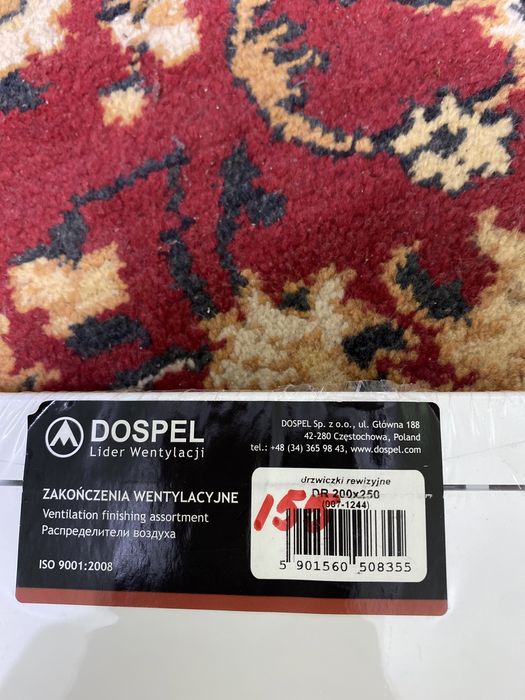 DOSPEL
Lider Wentylacji
DOSPEL Sp. z o.o., ul. Główna 188
42-280 Częstochowa, Poland
tel.: +48 (34) 365 98 43, www.dospel.com
ZAKOŃCZENIA WENTYLACYJNE
Ventilation finishing assortment
Распределители воздуха
ISO 9001:2008
drzwiczki rewizyjne
DR 200x250
(007-1244)
150
5 901560 508355